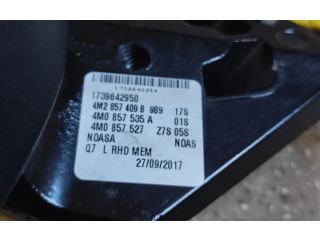 1739642950
1739642950
4M2 857 409 B 9B9 17S
4M0 857 535 A 01S
4M0 857 527 Z7S 05S
NOASA NOAS
Q7 L RHD MEM
27/09/2017